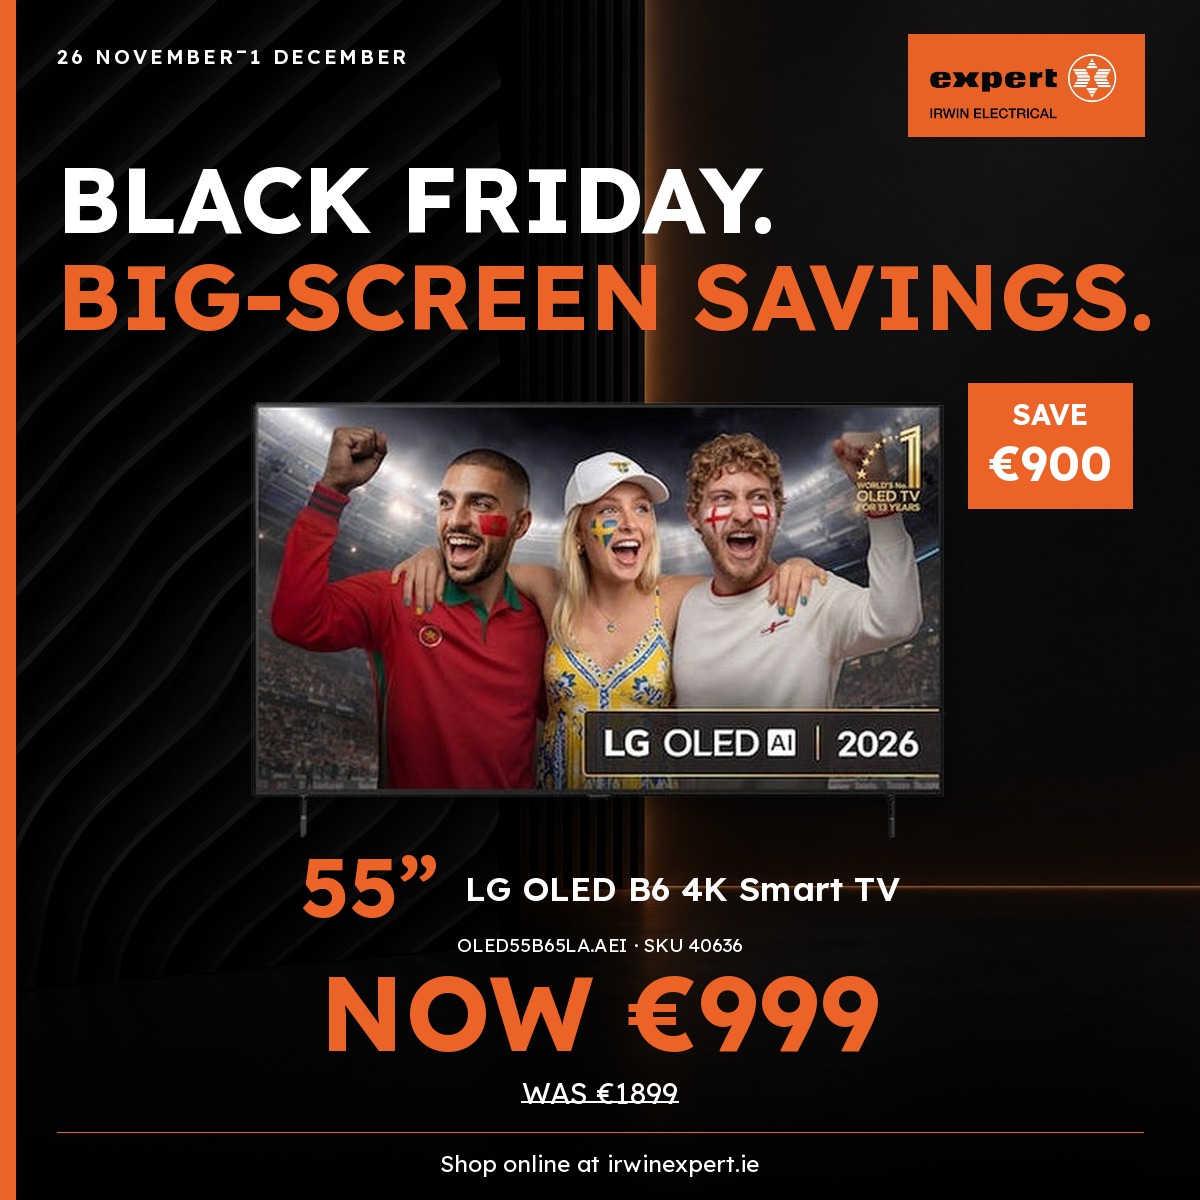 26 NOVEMBER–1 DECEMBER
expert
IRWIN ELECTRICAL
BLACK FRIDAY.
BIG-SCREEN SAVINGS.
SAVE
€900
1
WORLD'S No.
OLED TV
FOR 13 YEARS
LG OLED AI | 2026
55” LG OLED B6 4K Smart TV
OLED55B65LA.AEI · SKU 40636
NOW €999
WAS €1899
Shop online at irwinexpert.ie